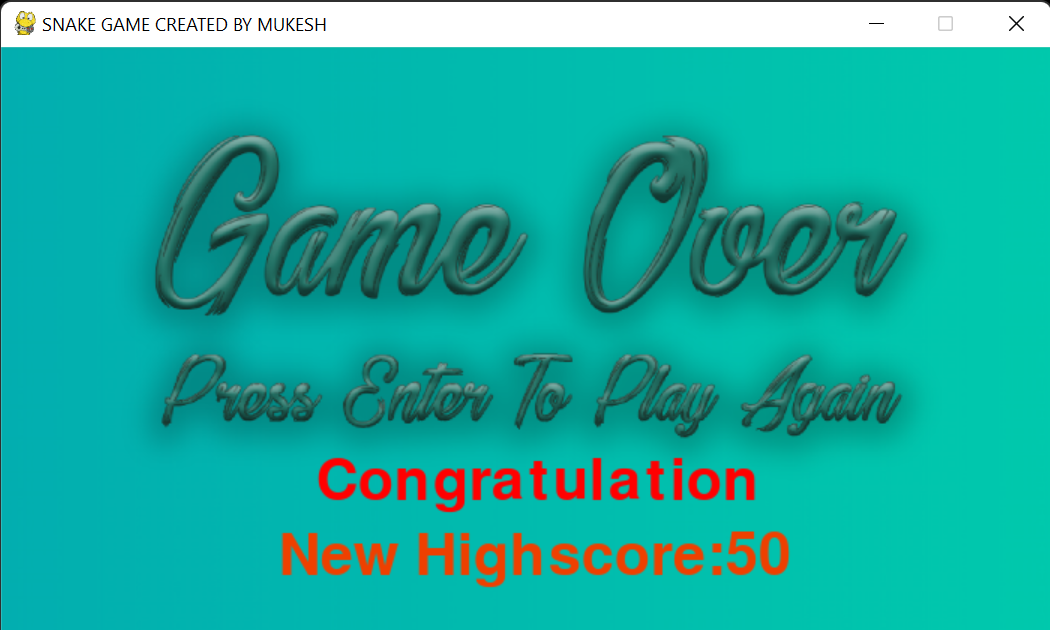 SNAKE GAME CREATED BY MUKESH
Game Over
Press Enter To Play Again
Congratulation
New Highscore:50